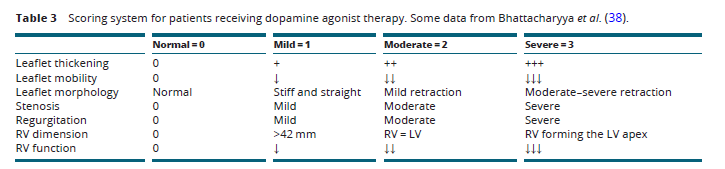 Table 3 Scoring system for patients receiving dopamine agonist therapy. Some data from Bhattacharyya et al. (38).
Normal = 0 Mild = 1 Moderate = 2 Severe = 3
Leaflet thickening 0 + ++ +++
Leaflet mobility 0 ↓ ↓↓ ↓↓↓
Leaflet morphology Normal Stiff and straight Mild retraction Moderate–severe retraction
Stenosis 0 Mild Moderate Severe
Regurgitation 0 Mild Moderate Severe
RV dimension 0 >42 mm RV = LV RV forming the LV apex
RV function 0 ↓ ↓↓ ↓↓↓